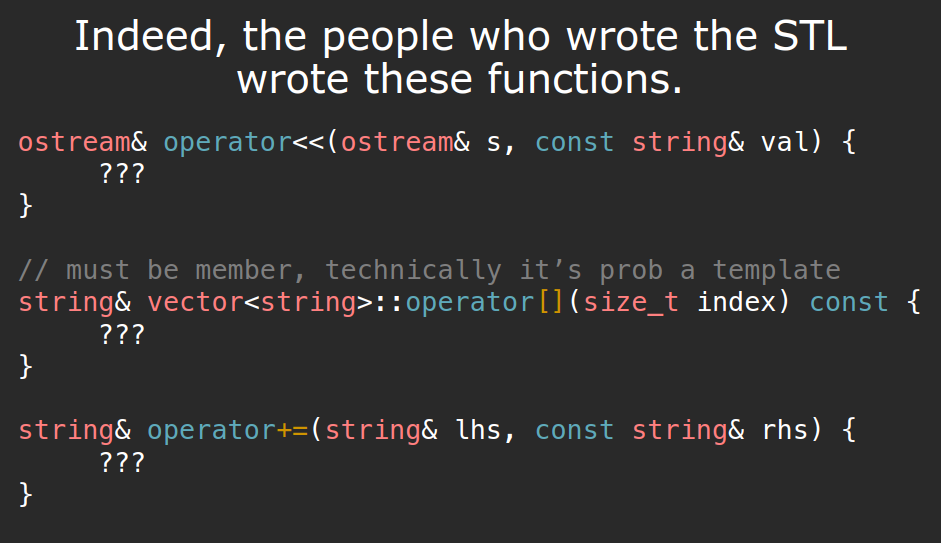 Indeed, the people who wrote the STL
wrote these functions.
ostream& operator<<(ostream& s, const string& val) {
???
}
// must be member, technically it’s prob a template
string& vector<string>::operator[](size_t index) const {
???
}
string& operator+=(string& lhs, const string& rhs) {
???
}